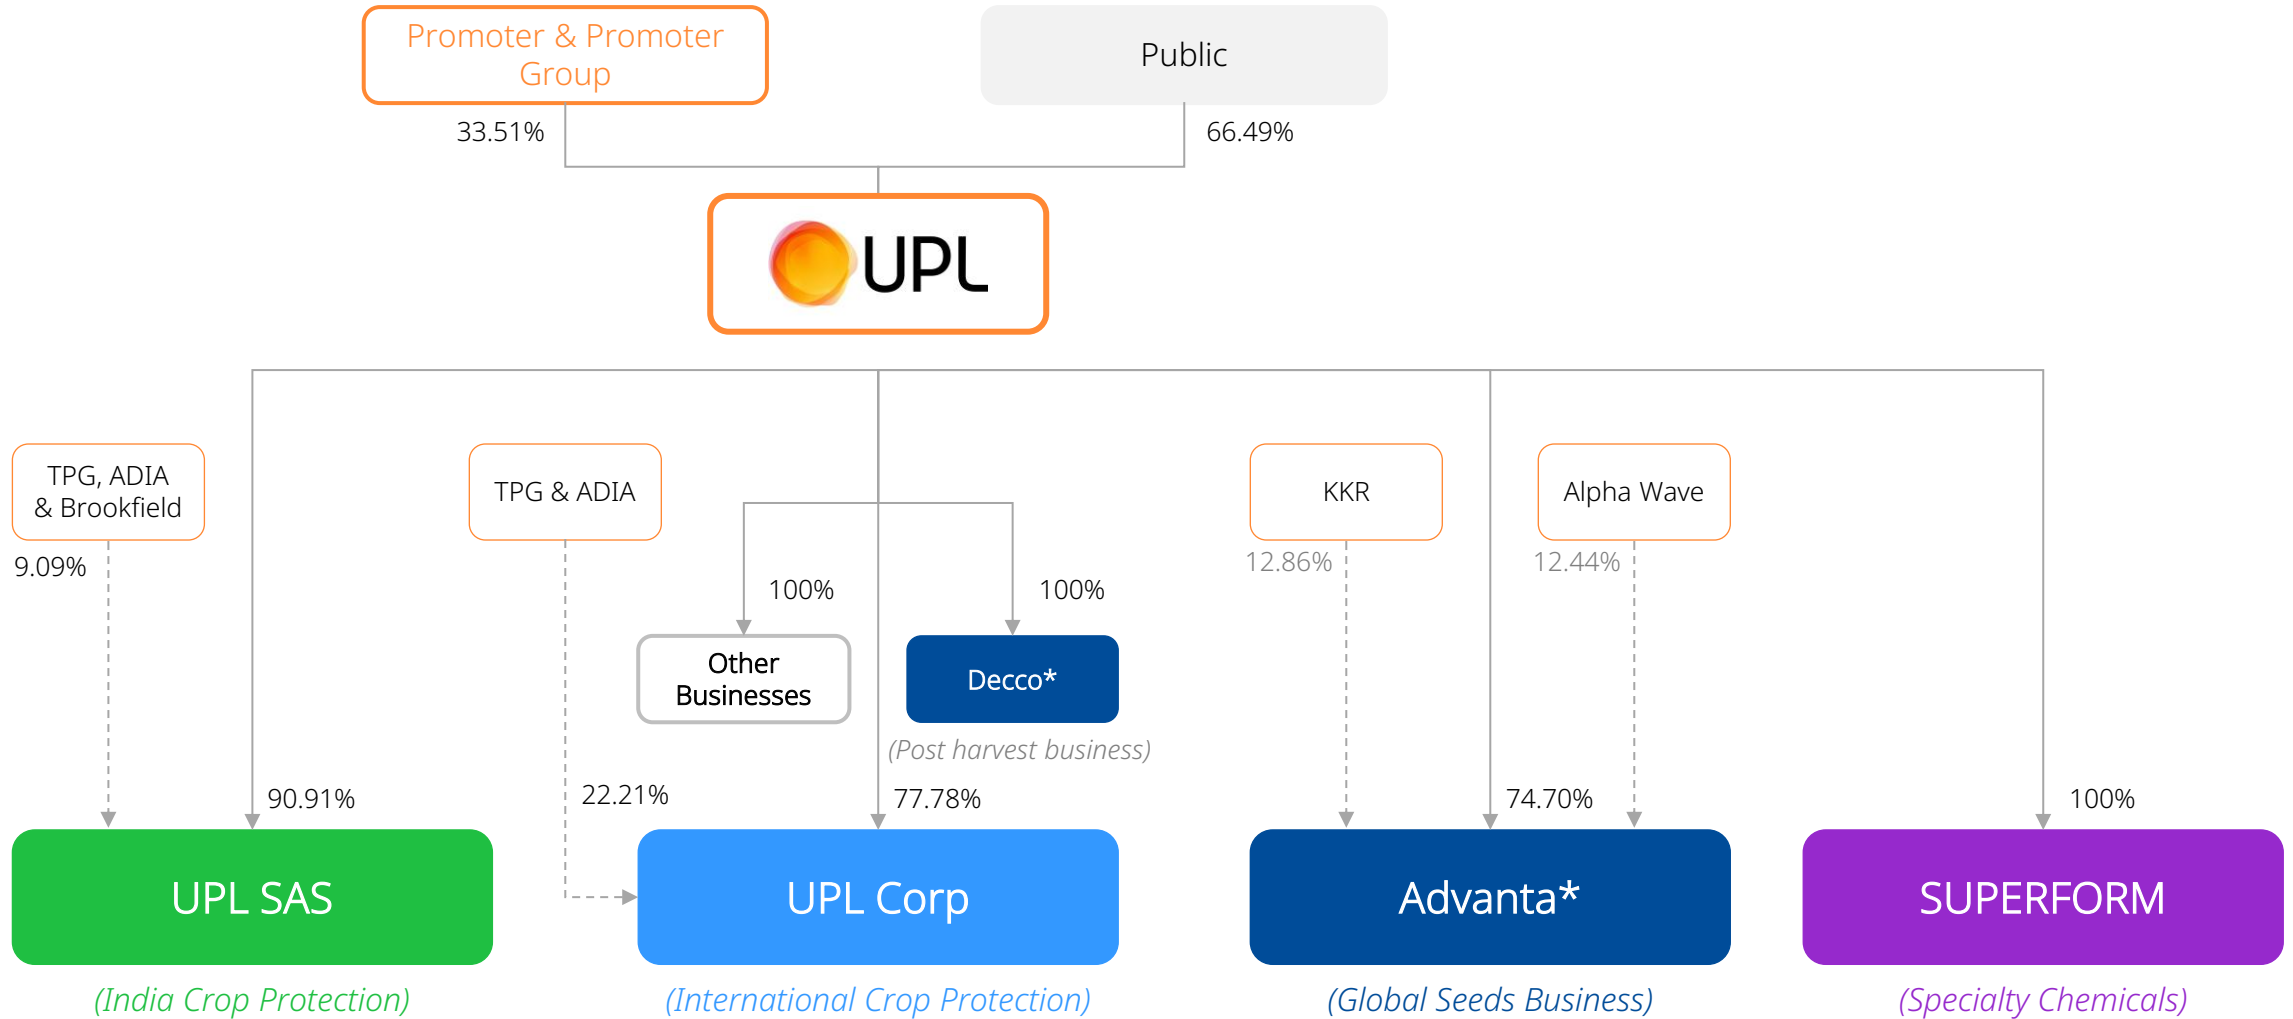 Promoter & Promoter
Group
Public
33.51%
66.49%
UPL
TPG, ADIA
& Brookfield
TPG & ADIA
KKR
Alpha Wave
9.09%
12.86%
12.44%
100%
100%
Other
Businesses
Decco*
(Post harvest business)
90.91%
22.21%
77.78%
74.70%
100%
UPL SAS
UPL Corp
Advanta*
SUPERFORM
(India Crop Protection)
(International Crop Protection)
(Global Seeds Business)
(Specialty Chemicals)